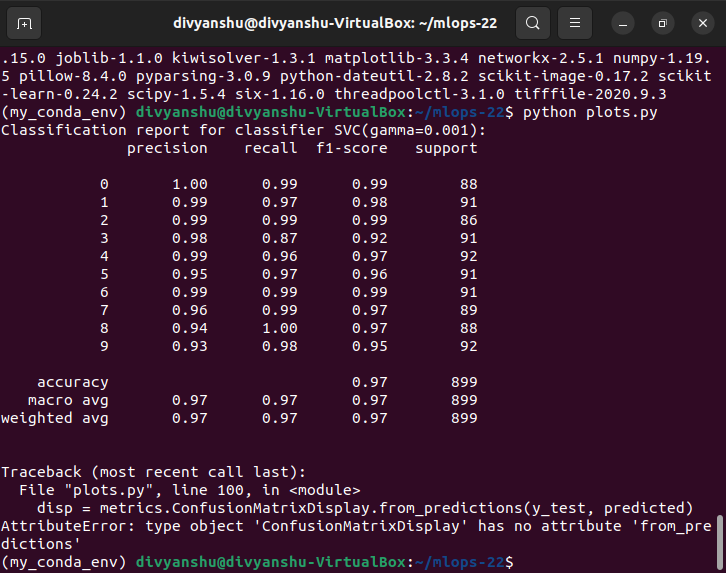 divyanshu@divyanshu-VirtualBox: ~/mlops-22
.15.0 joblib-1.1.0 kiwisolver-1.3.1 matplotlib-3.3.4 networkx-2.5.1 numpy-1.19.
5 pillow-8.4.0 pyparsing-3.0.9 python-dateutil-2.8.2 scikit-image-0.17.2 scikit
-learn-0.24.2 scipy-1.5.4 six-1.16.0 threadpoolctl-3.1.0 tifffile-2020.9.3
(my_conda_env) divyanshu@divyanshu-VirtualBox:~/mlops-22$ python plots.py
Classification report for classifier SVC(gamma=0.001):
              precision    recall  f1-score   support

           0       1.00      0.99      0.99        88
           1       0.99      0.97      0.98        91
           2       0.99      0.99      0.99        86
           3       0.98      0.87      0.92        91
           4       0.99      0.96      0.97        92
           5       0.95      0.97      0.96        91
           6       0.99      0.99      0.99        91
           7       0.96      0.99      0.97        89
           8       0.94      1.00      0.97        88
           9       0.93      0.98      0.95        92

    accuracy                           0.97       899
   macro avg       0.97      0.97      0.97       899
weighted avg       0.97      0.97      0.97       899

Traceback (most recent call last):
  File "plots.py", line 100, in <module>
    disp = metrics.ConfusionMatrixDisplay.from_predictions(y_test, predicted)
AttributeError: type object 'ConfusionMatrixDisplay' has no attribute 'from_pre
dictions'
(my_conda_env) divyanshu@divyanshu-VirtualBox:~/mlops-22$